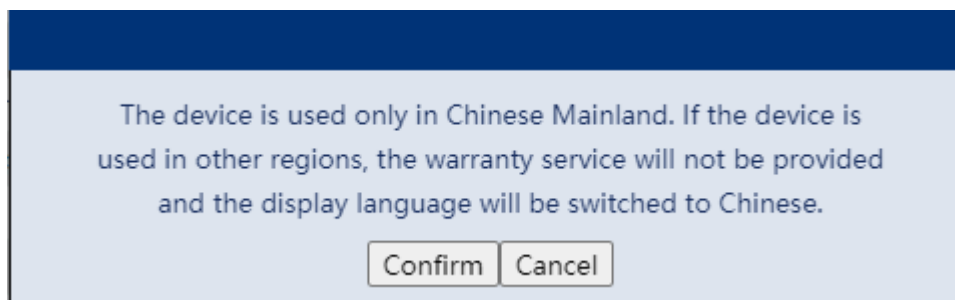 The device is used only in Chinese Mainland. If the device is
used in other regions, the warranty service will not be provided
and the display language will be switched to Chinese.
Confirm Cancel